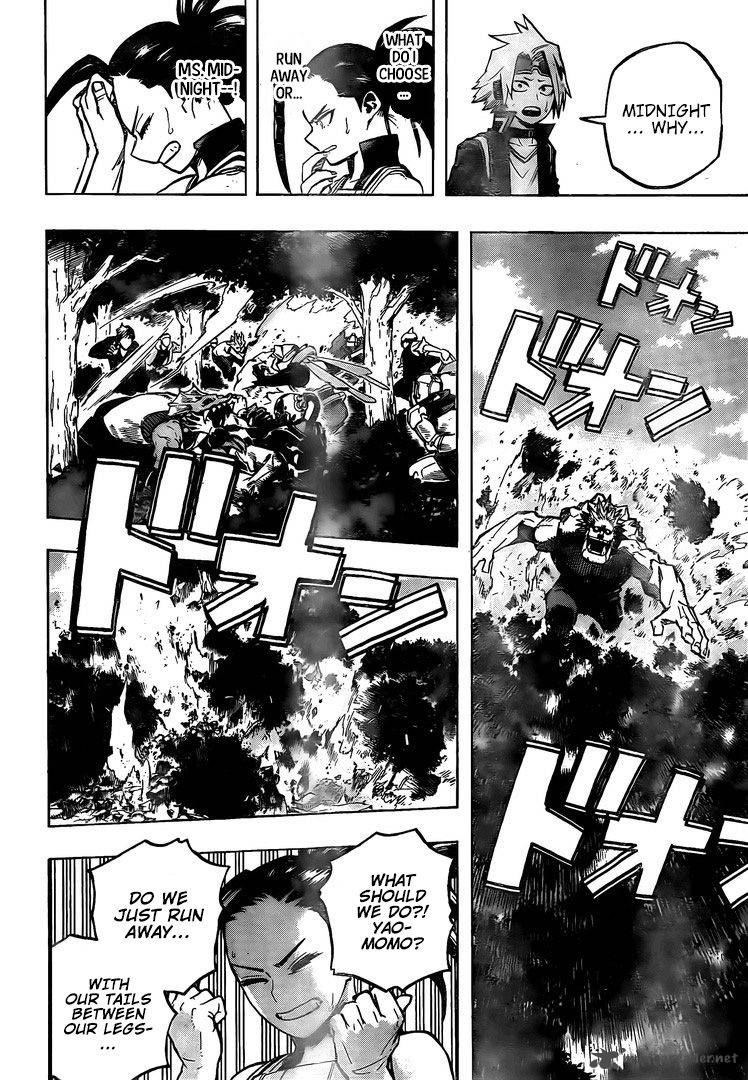 MIDNIGHT
... WHY...
WHAT
DO I
CHOOSE
...
RUN
AWAY
OR...
MS. MID-
NIGHT--!
ドオン
ドオン
ドオン
ドオン
WHAT
SHOULD
WE DO?!
YAO-
MOMO?
DO WE
JUST RUN
AWAY...
WITH
OUR TAILS
BETWEEN
OUR LEGS-
...